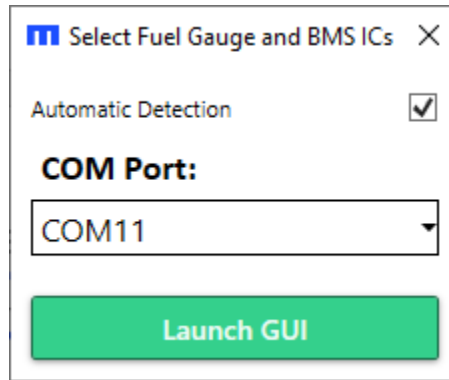 Select Fuel Gauge and BMS ICs
Automatic Detection
COM Port:
COM11
Launch GUI